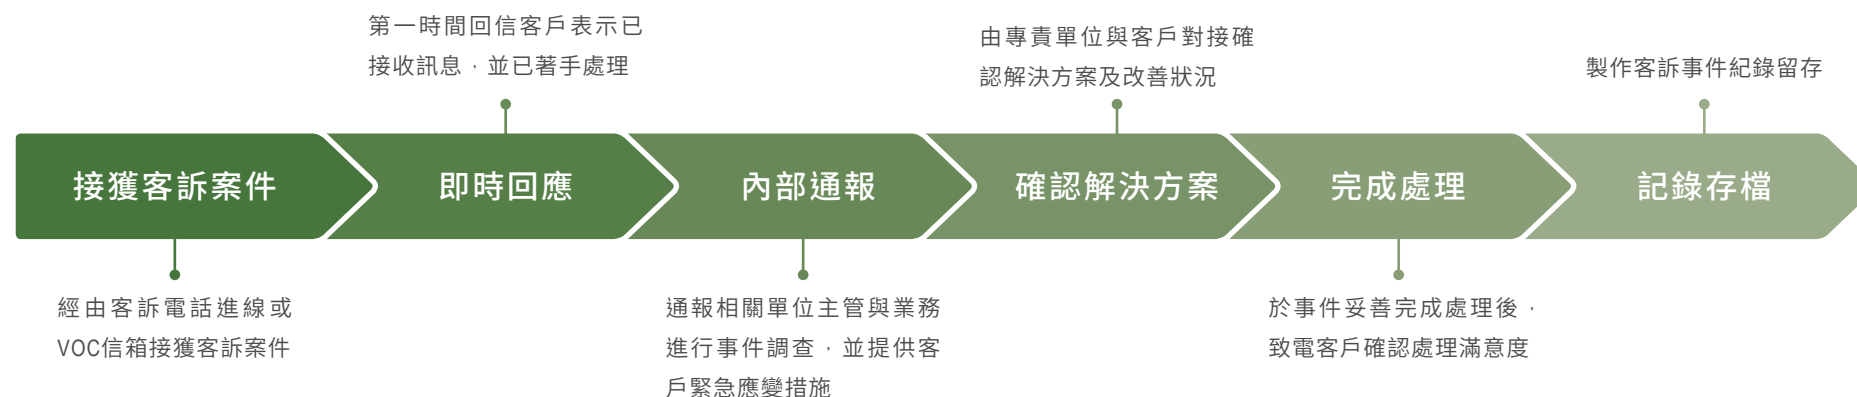 第一時間回信客戶表示已
接收訊息，並已著手處理
由專責單位與客戶對接確
認解決方案及改善狀況
製作客訴事件紀錄留存
接獲客訴案件
即時回應
內部通報
確認解決方案
完成處理
記錄存檔
經由客訴電話進線或
VOC信箱接獲客訴案件
通報相關單位主管與業務
進行事件調查，並提供客
戶緊急應變措施
於事件妥善完成處理後，
致電客戶確認處理滿意度